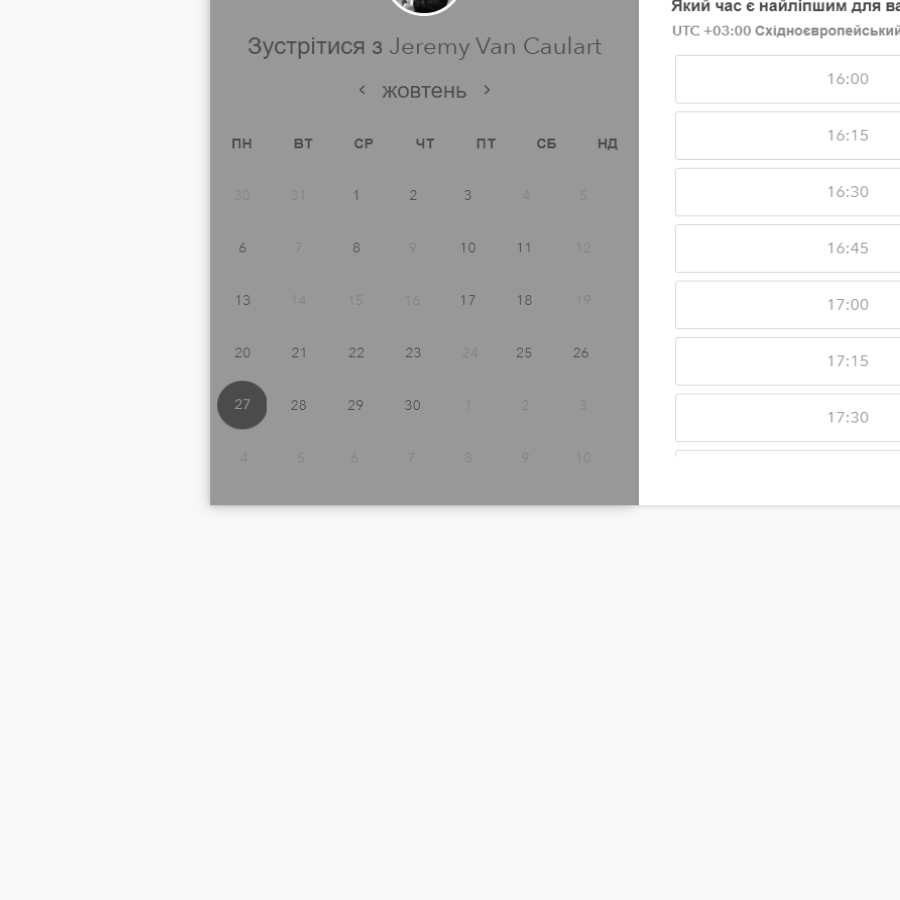 Зустрітися з Jeremy Van Caulart
жовтень
ПН ВТ СР ЧТ ПТ СБ НД
30 31 1 2 3 4 5
6 7 8 9 10 11 12
13 14 15 16 17 18 19
20 21 22 23 24 25 26
27 28 29 30 1 2 3
4 5 6 7 8 9 10
Який час є найліпшим для
UTC +03:00 Східноєвропейський
16:00
16:15
16:30
16:45
17:00
17:15
17:30